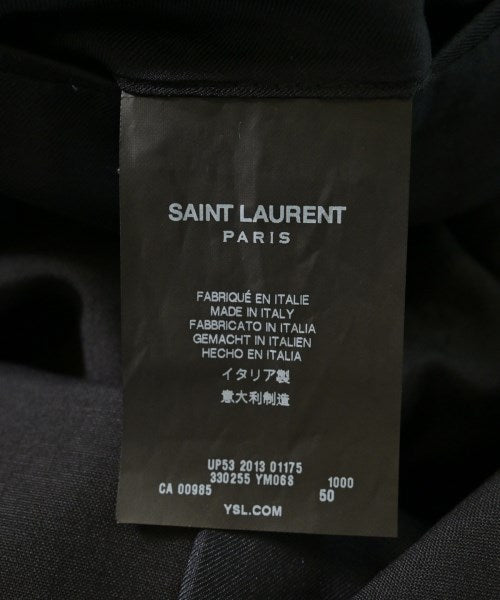 SAINT LAURENT
PARIS
FABRIQUÉ EN ITALIE
MADE IN ITALY
FABBRICATO IN ITALIA
GEMACHT IN ITALIEN
HECHO EN ITALIA
イタリア製
意大利制造
UP53 2013 01175
330255 YM068 1000
CA 00985 50
YSL.COM